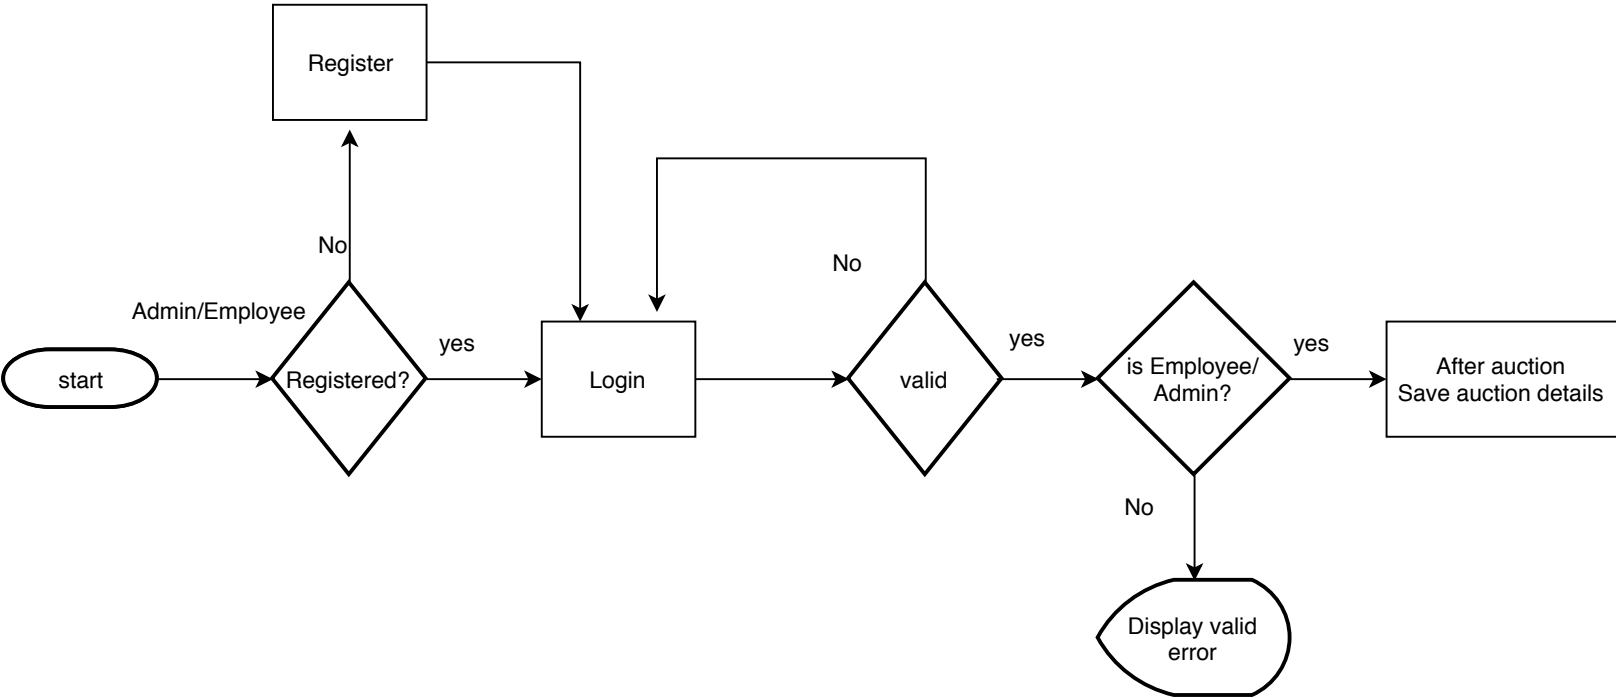 Register
No
Admin/Employee
start
Registered?
yes
Login
No
valid
yes
is Employee/
Admin?
yes
After auction
Save auction details
No
Display valid
error